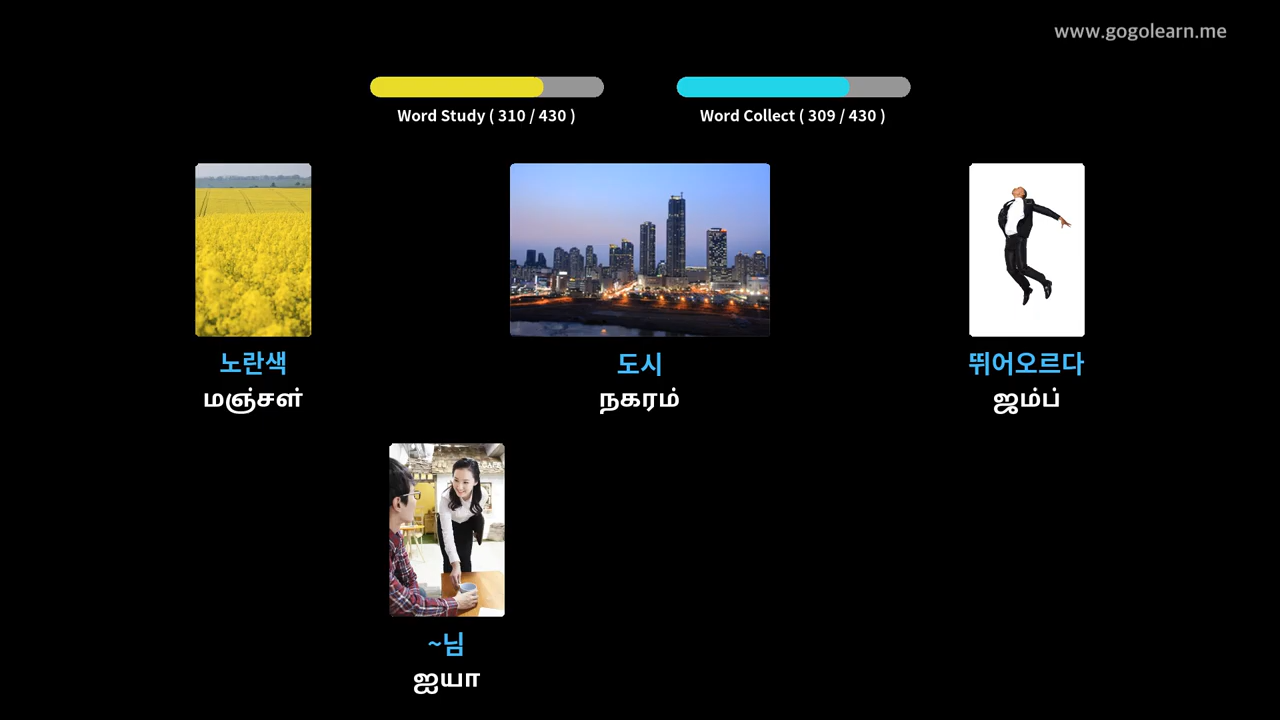 www.gogolearn.me
Word Study ( 310 / 430 )
Word Collect ( 309 / 430 )
노란색
மஞ்சள்
도시
நகரம்
뛰어오르다
ஜம்ப்
~님
ஐயா